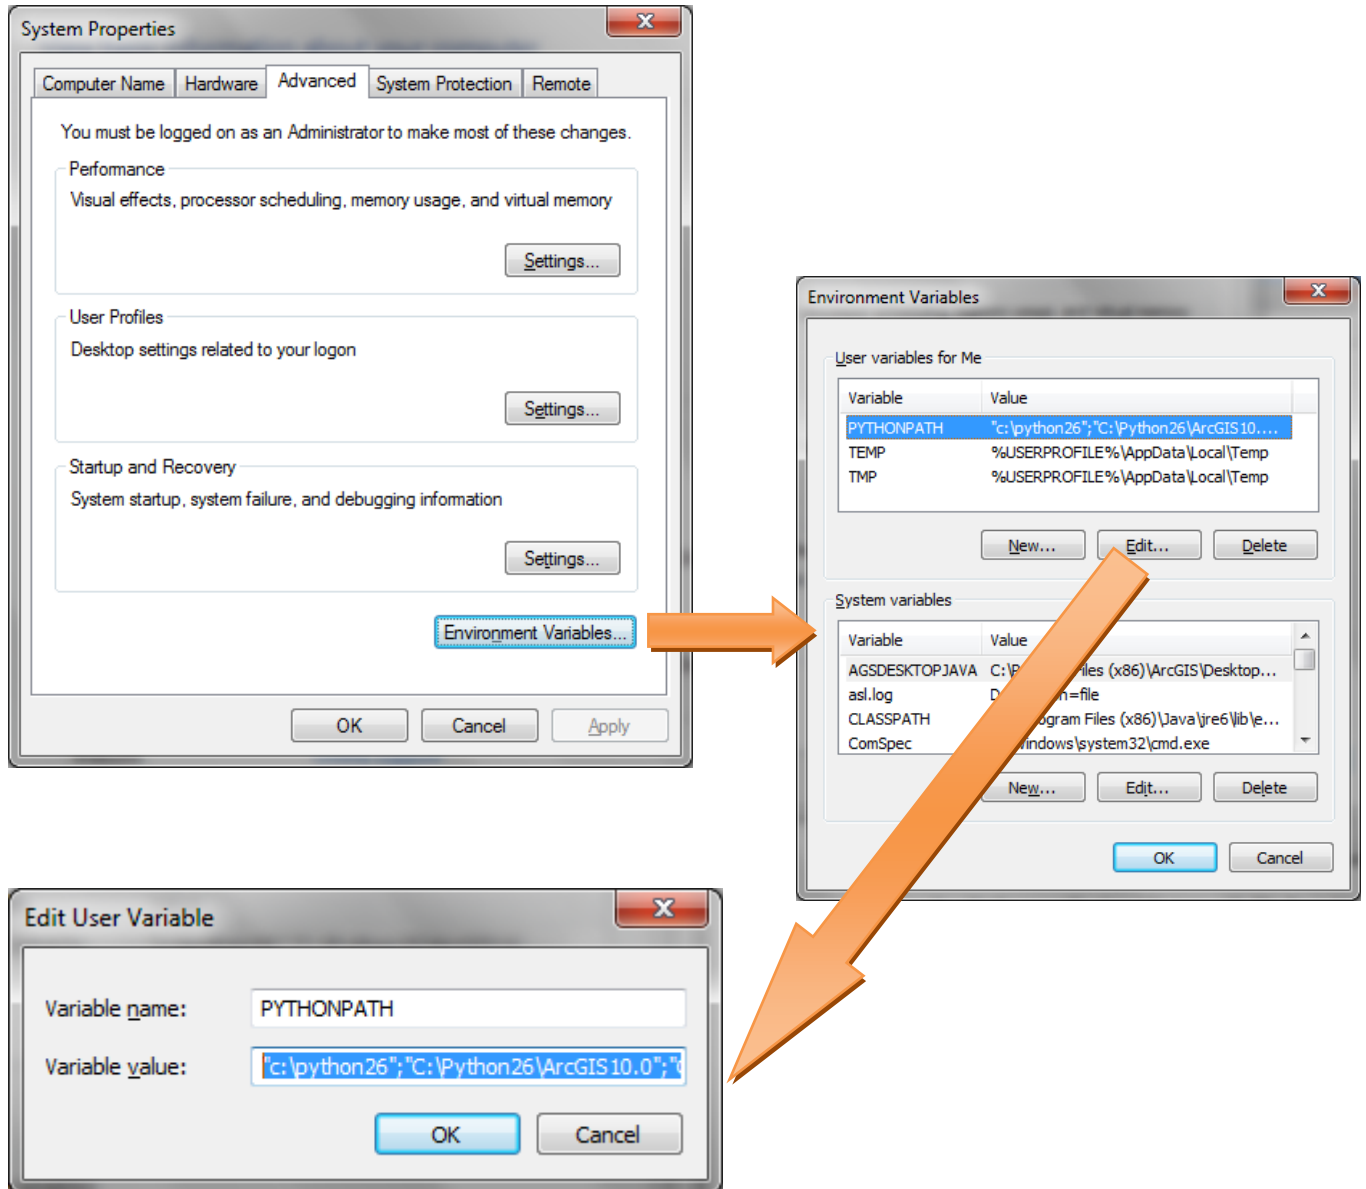 System Properties
Computer Name Hardware Advanced System Protection Remote
You must be logged on as an Administrator to make most of these changes.
Performance
Visual effects, processor scheduling, memory usage, and virtual memory
Settings...
User Profiles
Desktop settings related to your logon
Settings...
Startup and Recovery
System startup, system failure, and debugging information
Settings...
Environment Variables...
OK Cancel Apply
Environment Variables
User variables for Me
Variable Value
PYTHONPATH "c:\python26";"C:\Python26\ArcGIS10....
TEMP %USERPROFILE%\AppData\Local\Temp
TMP %USERPROFILE%\AppData\Local\Temp
New... Edit... Delete
System variables
Variable Value
AGSDESKTOPJAVA (x86)\ArcGIS\Desktop...
asl.log =file
CLASSPATH Files (x86)\Java\jre6\lib\e...
ComSpec \system32\cmd.exe
New... Edit... Delete
OK Cancel
Edit User Variable
Variable name: PYTHONPATH
Variable value: "c:\python26";"C:\Python26\ArcGIS10.0";"
OK Cancel